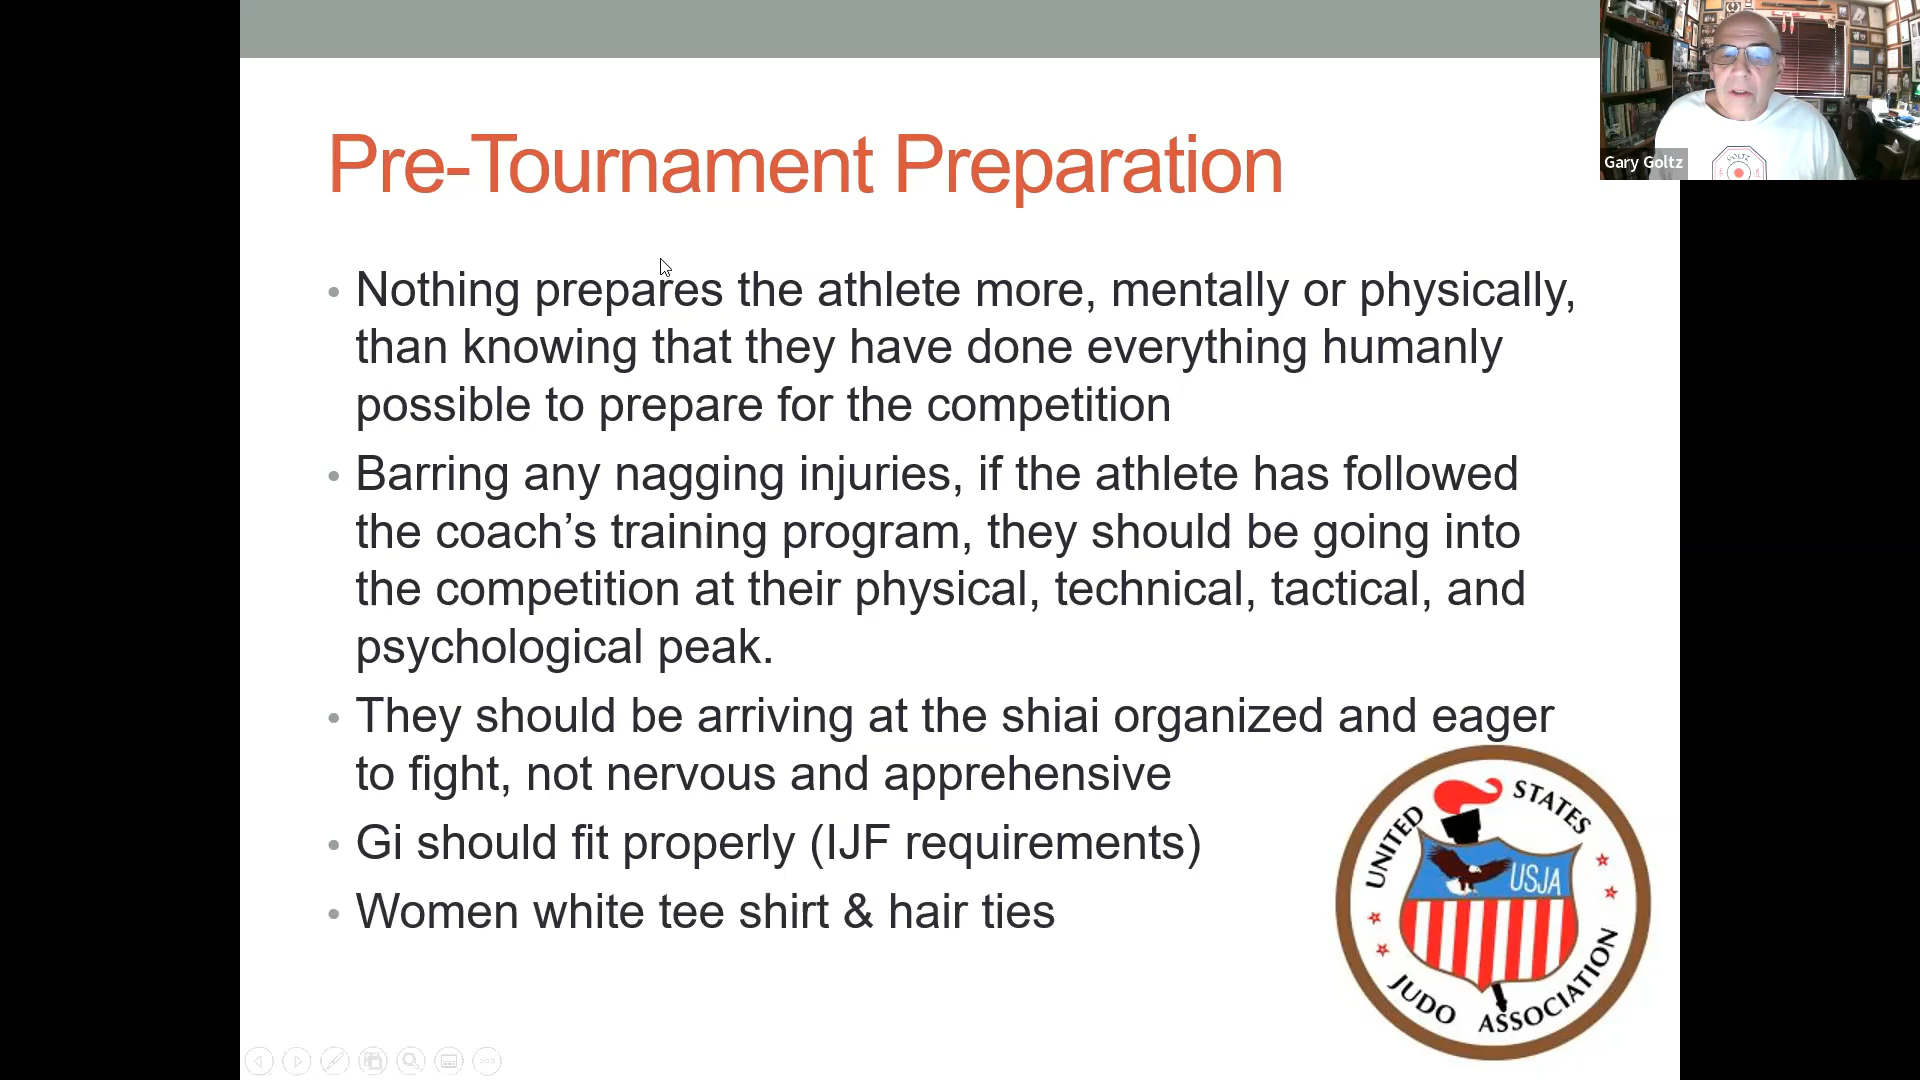 Pre-Tournament Preparation
Gary Goltz
GOLTZ
• Nothing prepares the athlete more, mentally or physically,
than knowing that they have done everything humanly
possible to prepare for the competition
• Barring any nagging injuries, if the athlete has followed
the coach’s training program, they should be going into
the competition at their physical, technical, tactical, and
psychological peak.
• They should be arriving at the shiai organized and eager
to fight, not nervous and apprehensive
• Gi should fit properly (IJF requirements)
• Women white tee shirt & hair ties
UNITED STATES
USJA
JUDO ASSOCIATION